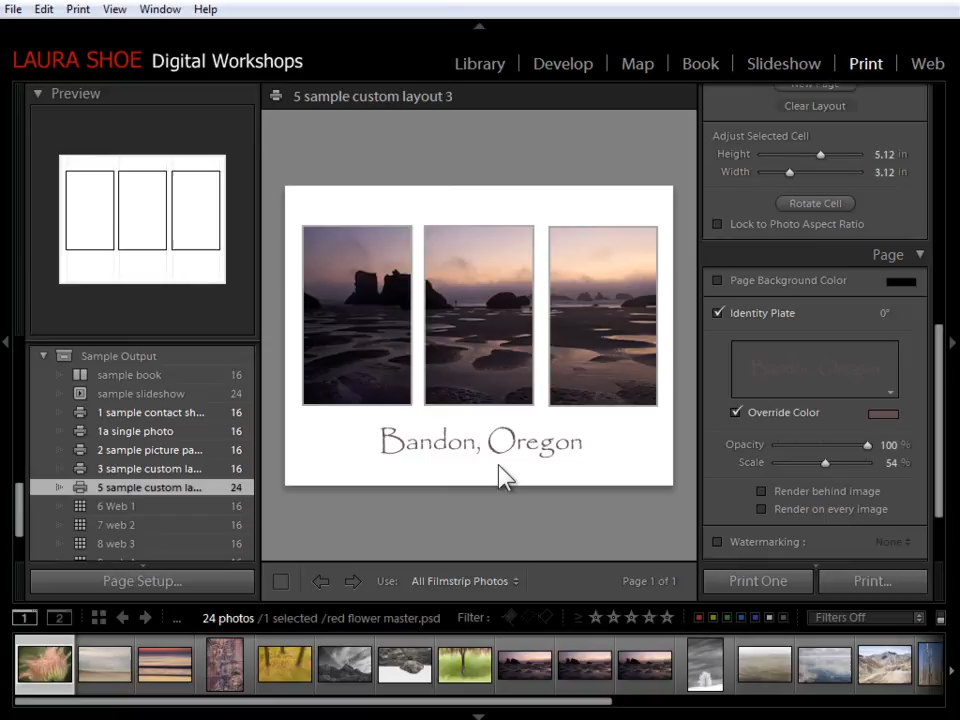 File Edit Print View Window Help
LAURA SHOE Digital Workshops
Library | Develop | Map | Book | Slideshow | Print | Web
Preview
5 sample custom layout 3
Clear Layout
Adjust Selected Cell
Height 5.12 in
Width 3.12 in
Rotate Cell
Lock to Photo Aspect Ratio
Page
Page Background Color
Identity Plate 0°
Bandon, Oregon
Override Color
Opacity 100 %
Scale 54 %
Render behind image
Render on every image
Watermarking : None
Sample Output
sample book 16
sample slideshow 24
1 sample contact sh... 16
1a single photo 16
2 sample picture pa... 16
3 sample custom la... 16
5 sample custom la... 24
6 Web 1 16
7 web 2 16
8 web 3 16
Bandon, Oregon
Page Setup...
Use: All Filmstrip Photos
Page 1 of 1
Print One
Print...
1 2 ... 24 photos /1 selected /red flower master.psd Filter : Filters Off